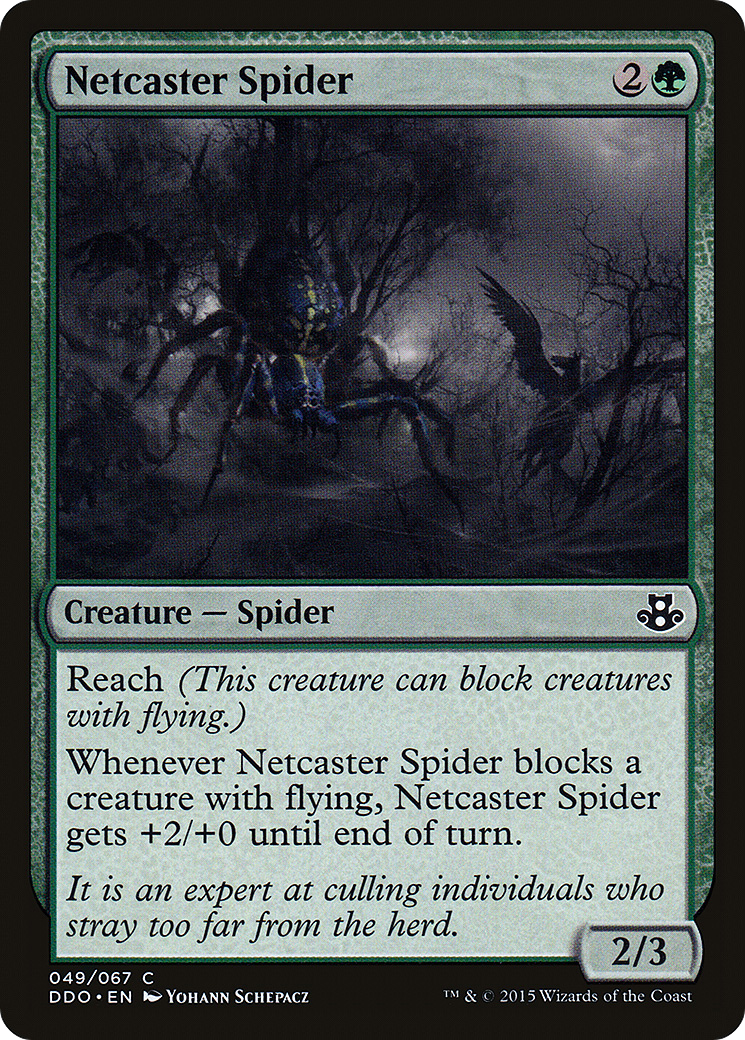 Netcaster Spider 2
Creature — Spider
Reach (This creature can block creatures
with flying.)
Whenever Netcaster Spider blocks a
creature with flying, Netcaster Spider
gets +2/+0 until end of turn.
It is an expert at culling individuals who
stray too far from the herd.
2/3
049/067 C
DDO • EN Yohann Schepacz
™ & © 2015 Wizards of the Coast